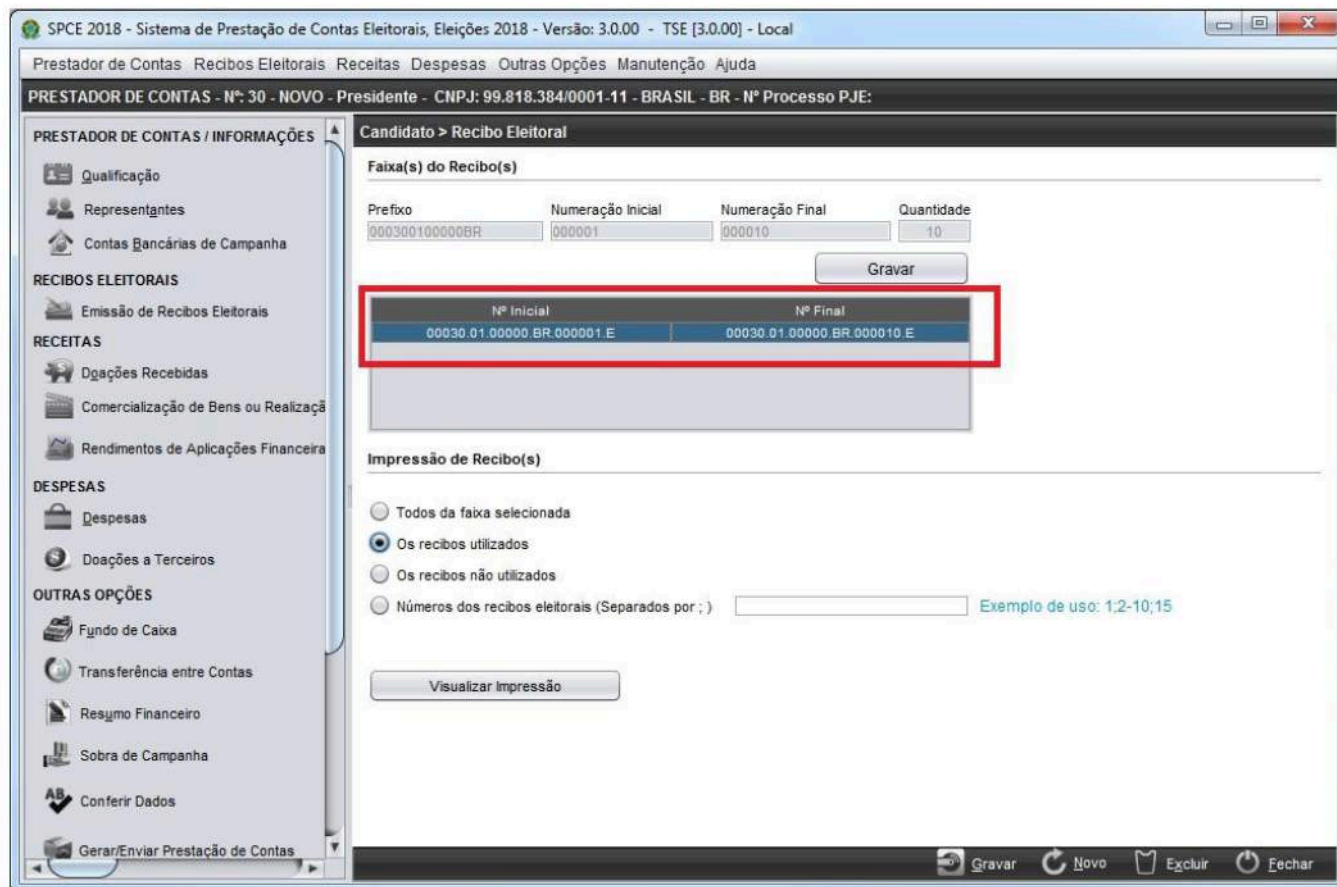 SPCE 2018 - Sistema de Prestação de Contas Eleitorais, Eleições 2018 - Versão: 3.0.00 - TSE [3.0.00] - Local
Prestador de Contas Recibos Eleitorais Receitas Despesas Outras Opções Manutenção Ajuda
PRESTADOR DE CONTAS - Nº: 30 - NOVO - Presidente - CNPJ: 99.818.384/0001-11 - BRASIL - BR - Nº Processo PJE:
PRESTADOR DE CONTAS / INFORMAÇÕES
Qualificação
Representantes
Contas Bancárias de Campanha
RECIBOS ELEITORAIS
Emissão de Recibos Eleitorais
RECEITAS
Doações Recebidas
Comercialização de Bens ou Realizaçã
Rendimentos de Aplicações Financeira
DESPESAS
Despesas
Doações a Terceiros
OUTRAS OPÇÕES
Fundo de Caixa
Transferência entre Contas
Resumo Financeiro
Sobra de Campanha
Conferir Dados
Gerar/Enviar Prestação de Contas
Candidato > Recibo Eleitoral
Faixa(s) do Recibo(s)
Prefixo Numeração Inicial Numeração Final Quantidade
000300100000BR 000001 000010 10
Gravar
Nº Inicial Nº Final
00030.01.00000.BR.000001.E 00030.01.00000.BR.000010.E
Impressão de Recibo(s)
Todos da faixa selecionada
Os recibos utilizados
Os recibos não utilizados
Números dos recibos eleitorais (Separados por ; ) Exemplo de uso: 1;2-10;15
Visualizar Impressão
Gravar Novo Excluir Fechar